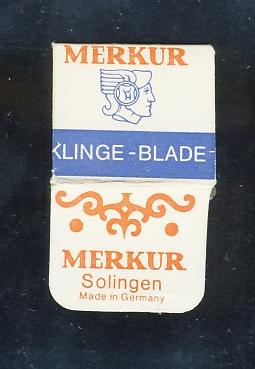 MERKUR
KLINGE - BLADE -
MERKUR
Solingen
Made in Germany